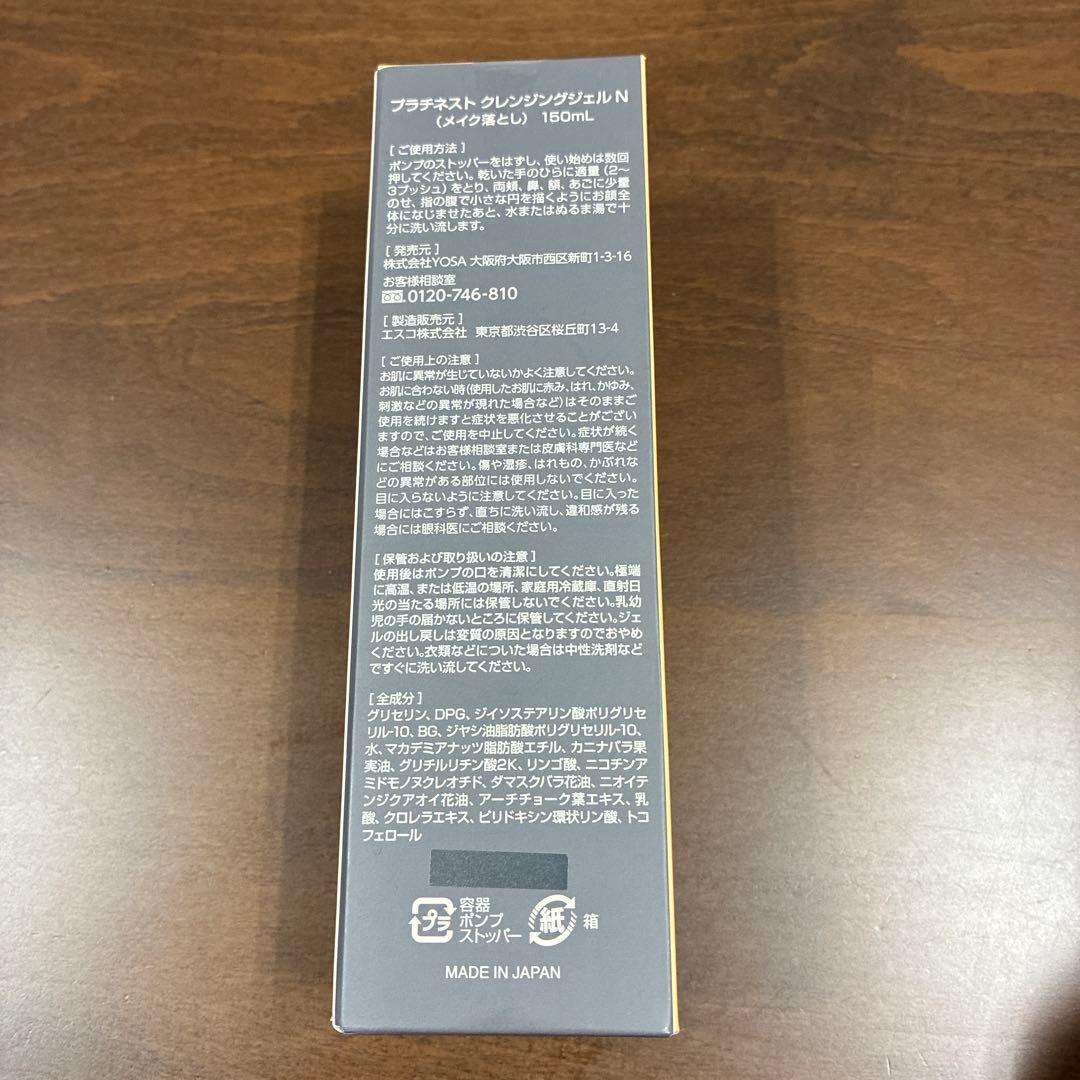 プラチネスト クレンジングジェル N
（メイク落とし） 150mL
[ ご使用方法 ]
ポンプのストッパーをはずし、使い始めは数回
押してください。乾いた手のひらに適量（2～
3プッシュ）をとり、両頬、鼻、額、あごに少量
のせ、指の腹で小さな円を描くようにお顔全
体になじませたあと、水またはぬるま湯で十
分に洗い流します。
[ 発売元 ]
株式会社YOSA 大阪府大阪市西区新町1-3-16
お客様相談室
0120-746-810
[ 製造販売元 ]
エスコ株式会社 東京都渋谷区桜丘町13-4
[ ご使用上の注意 ]
お肌に異常が生じていないかよく注意してください。
お肌に合わない時（使用したお肌に赤み、はれ、かゆみ、
刺激などの異常が現れた場合など）はそのままご
使用を続けますと症状を悪化させることがござい
ますので、ご使用を中止してください。症状が続く
場合などはお客様相談室または皮膚科専門医など
にご相談ください。傷や湿疹、はれもの、かぶれな
どの異常がある部位には使用しないでください。
目に入らないように注意してください。目に入った
場合にはこすらず、直ちに洗い流し、違和感が残る
場合には眼科医にご相談ください。
[ 保管および取り扱いの注意 ]
使用後はポンプの口を清潔にしてください。極端
に高温、または低温の場所、家庭用冷蔵庫、直射日
光の当たる場所には保管しないでください。乳幼
児の手の届かないところに保管してください。ジェ
ルの出し戻しは変質の原因となりますのでおやめ
ください。衣類などについた場合は中性洗剤など
ですぐに洗い流してください。
[ 全成分 ]
グリセリン、DPG、ジイソステアリン酸ポリグリセ
リル-10、BG、ジヤシ油脂肪酸ポリグリセリル-10、
水、マカデミアナッツ脂肪酸エチル、カニナバラ果
実油、グリチルリチン酸2K、リンゴ酸、ニコチンア
ミドモノヌクレオチド、ダマスクバラ花油、ニオイテ
ンジクアオイ花油、アーチチョーク葉エキス、乳
酸、クロレラエキス、ピリドキシン環状リン酸、トコ
フェロール
プラ 容器
ポンプ
ストッパー
紙 箱
MADE IN JAPAN